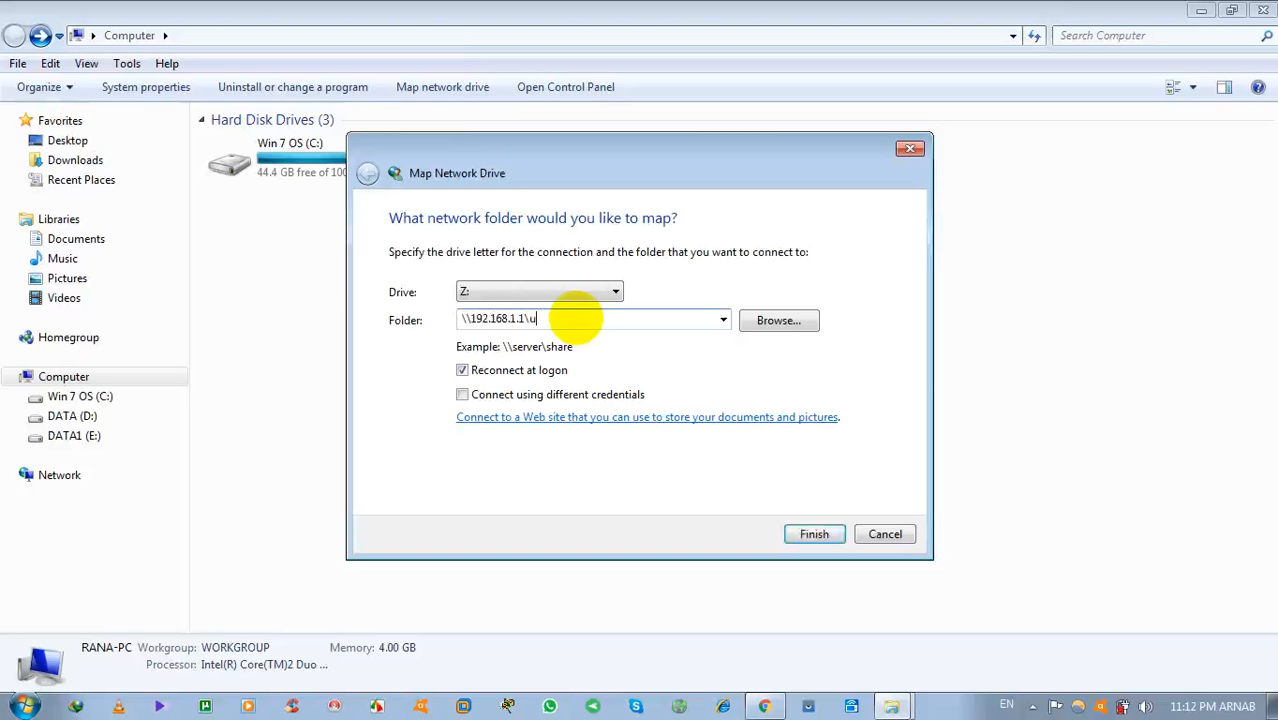 Computer
Search Computer
File Edit View Tools Help
Organize System properties Uninstall or change a program Map network drive Open Control Panel
Favorites
Desktop
Downloads
Recent Places
Libraries
Documents
Music
Pictures
Videos
Homegroup
Computer
Win 7 OS (C:)
DATA (D:)
DATA1 (E:)
Network
Hard Disk Drives (3)
Win 7 OS (C:)
44.4 GB free of 100
Map Network Drive
What network folder would you like to map?
Specify the drive letter for the connection and the folder that you want to connect to:
Drive: Z:
Folder: \\192.168.1.1\u Browse...
Example: \\server\share
Reconnect at logon
Connect using different credentials
Connect to a Web site that you can use to store your documents and pictures.
Finish Cancel
RANA-PC Workgroup: WORKGROUP Memory: 4.00 GB
Processor: Intel(R) Core(TM)2 Duo ...
EN 11:12 PM ARNAB